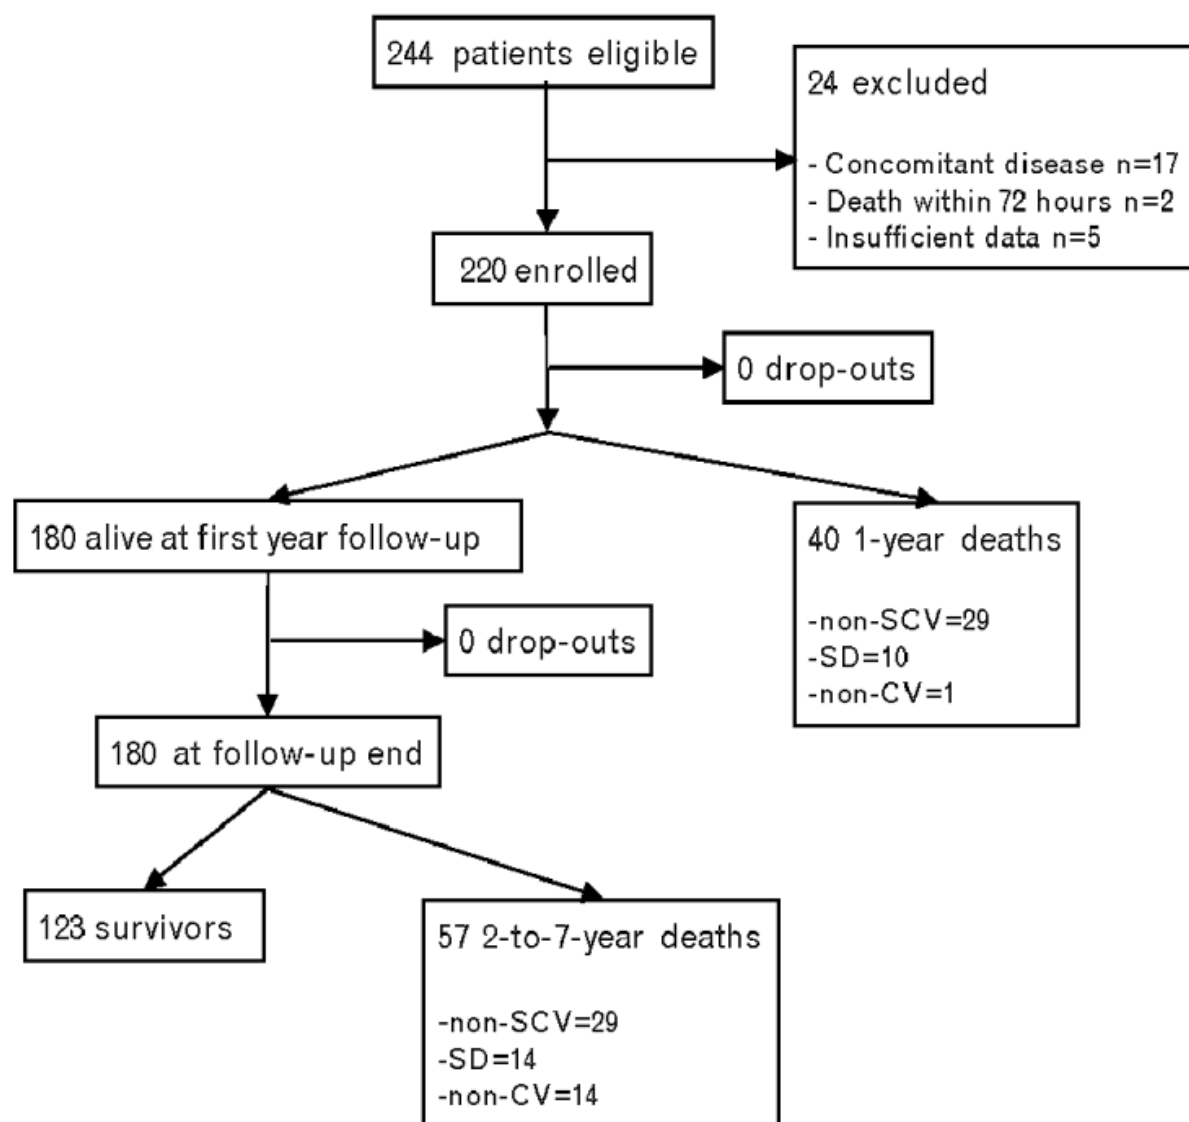 244 patients eligible
24 excluded
- Concomitant disease n=17
- Death within 72 hours n=2
- Insufficient data n=5
220 enrolled
0 drop-outs
180 alive at first year follow-up
40 1-year deaths
-non-SCV=29
-SD=10
-non-CV=1
0 drop-outs
180 at follow-up end
123 survivors
57 2-to-7-year deaths
-non-SCV=29
-SD=14
-non-CV=14